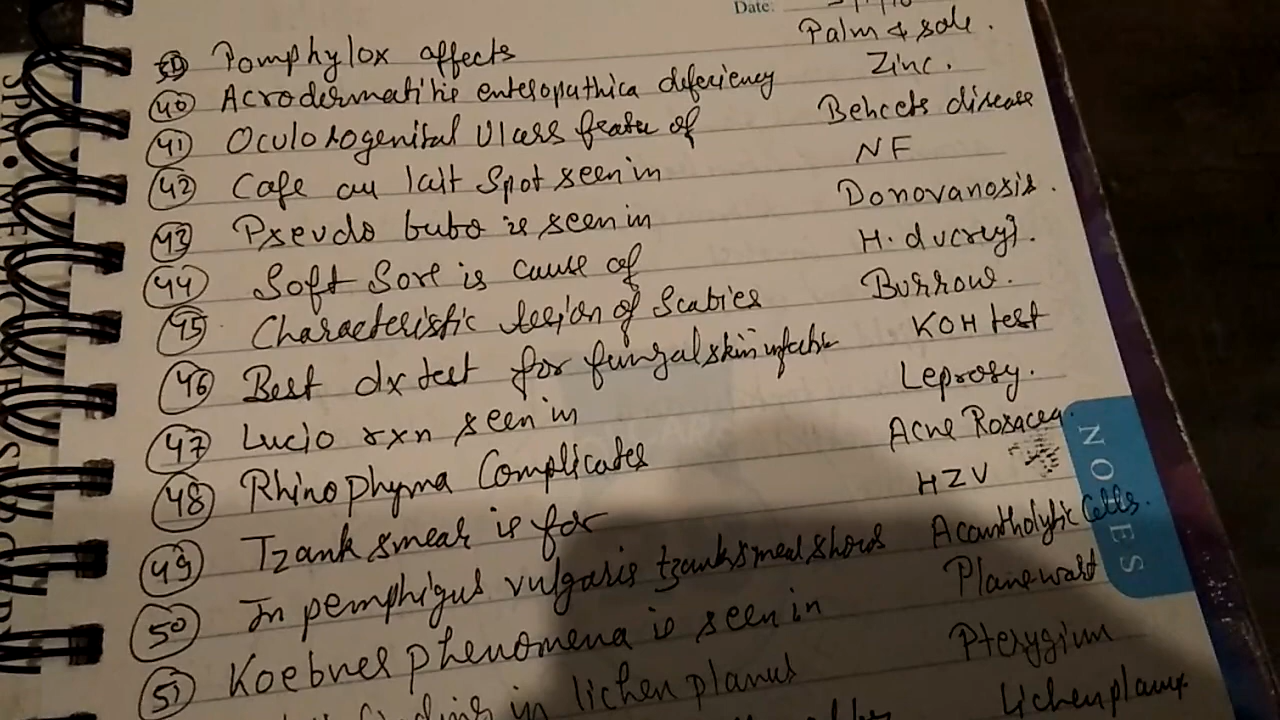 Date:
Pomphylox affects Palm & sole.
40 Acrodermatitis enteropathica deficiency Zinc.
41 Oculo rogenital Ulcers featu of Behcets disease
42 Cafe au lait Spot seen in NF
43 Pseudo bubo is seen in Donovanosis.
44 Soft Sore is cause of H. ducreyi.
45 Characteristic lesion of Scabies Burrow.
46 Best dx test for fungal skin infection KOH test
47 Lucio rxn seen in Leprosy.
48 Rhinophyma Complicates Acne Rosacea.
49 Tzank smear is for HZV
50 In pemphigus vulgaris tzank smear shows Acantholytic Cells.
51 Koebner phenomena is seen in Plane wart
finding in lichen planus Pterygium
Lichen planus
NOTES